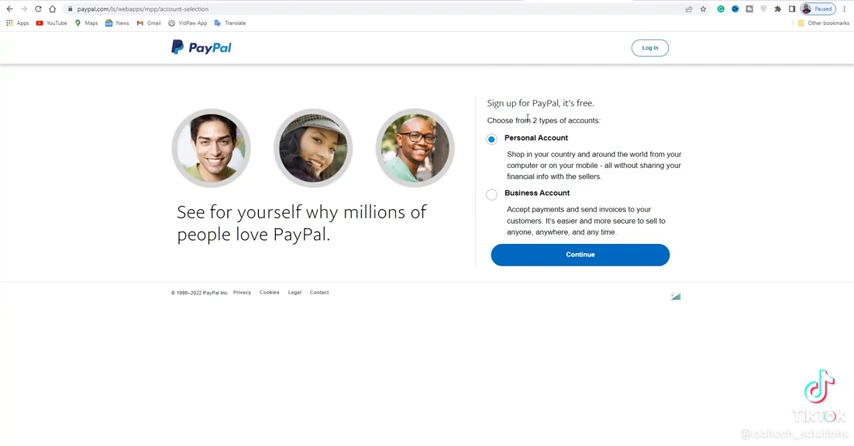 paypal.com/ls/webapps/mpp/account-selection
Paused
Apps YouTube Maps News Gmail VidPaw App Translate Other bookmarks
PayPal
Log In
Sign up for PayPal, it's free.
Choose from 2 types of accounts:
Personal Account
Shop in your country and around the world from your
computer or on your mobile - all without sharing your
financial info with the sellers.
Business Account
Accept payments and send invoices to your
customers. It's easier and more secure to sell to
anyone, anywhere, and any time.
Continue
See for yourself why millions of
people love PayPal.
© 1999–2022 PayPal Inc. Privacy Cookies Legal Contact
TikTok